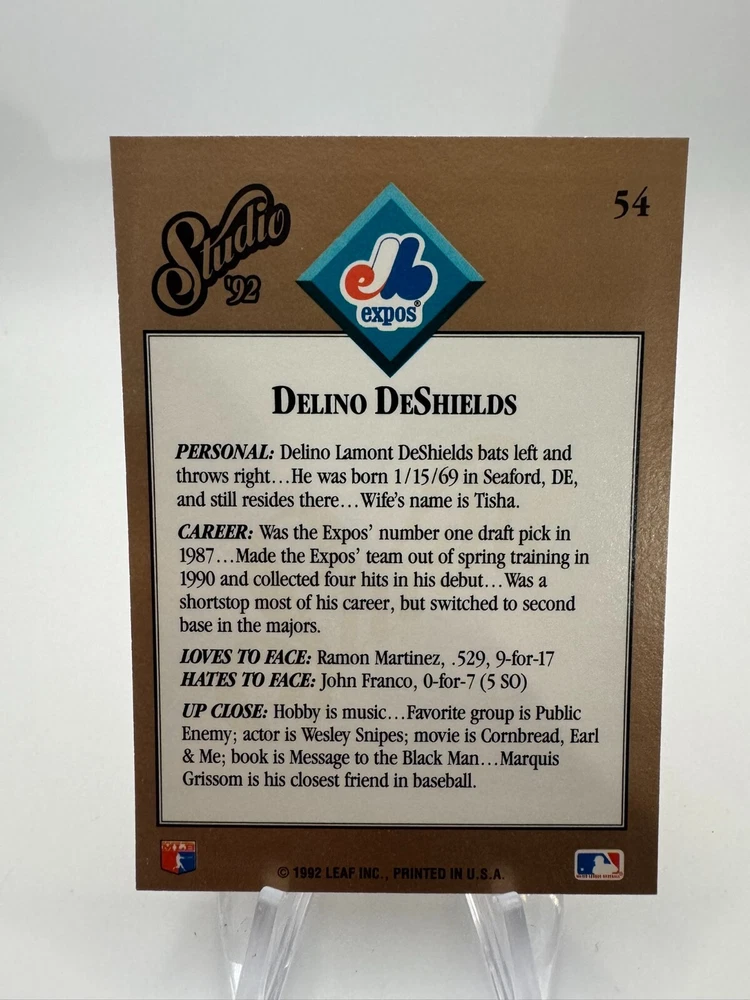 Studio
'92
54
expos®
DELINO DESHIELDS
PERSONAL: Delino Lamont DeShields bats left and
throws right...He was born 1/15/69 in Seaford, DE,
and still resides there...Wife's name is Tisha.
CAREER: Was the Expos' number one draft pick in
1987...Made the Expos' team out of spring training in
1990 and collected four hits in his debut...Was a
shortstop most of his career, but switched to second
base in the majors.
LOVES TO FACE: Ramon Martinez, .529, 9-for-17
HATES TO FACE: John Franco, 0-for-7 (5 SO)
UP CLOSE: Hobby is music...Favorite group is Public
Enemy; actor is Wesley Snipes; movie is Cornbread, Earl
& Me; book is Message to the Black Man...Marquis
Grissom is his closest friend in baseball.
© 1992 LEAF INC., PRINTED IN U.S.A.